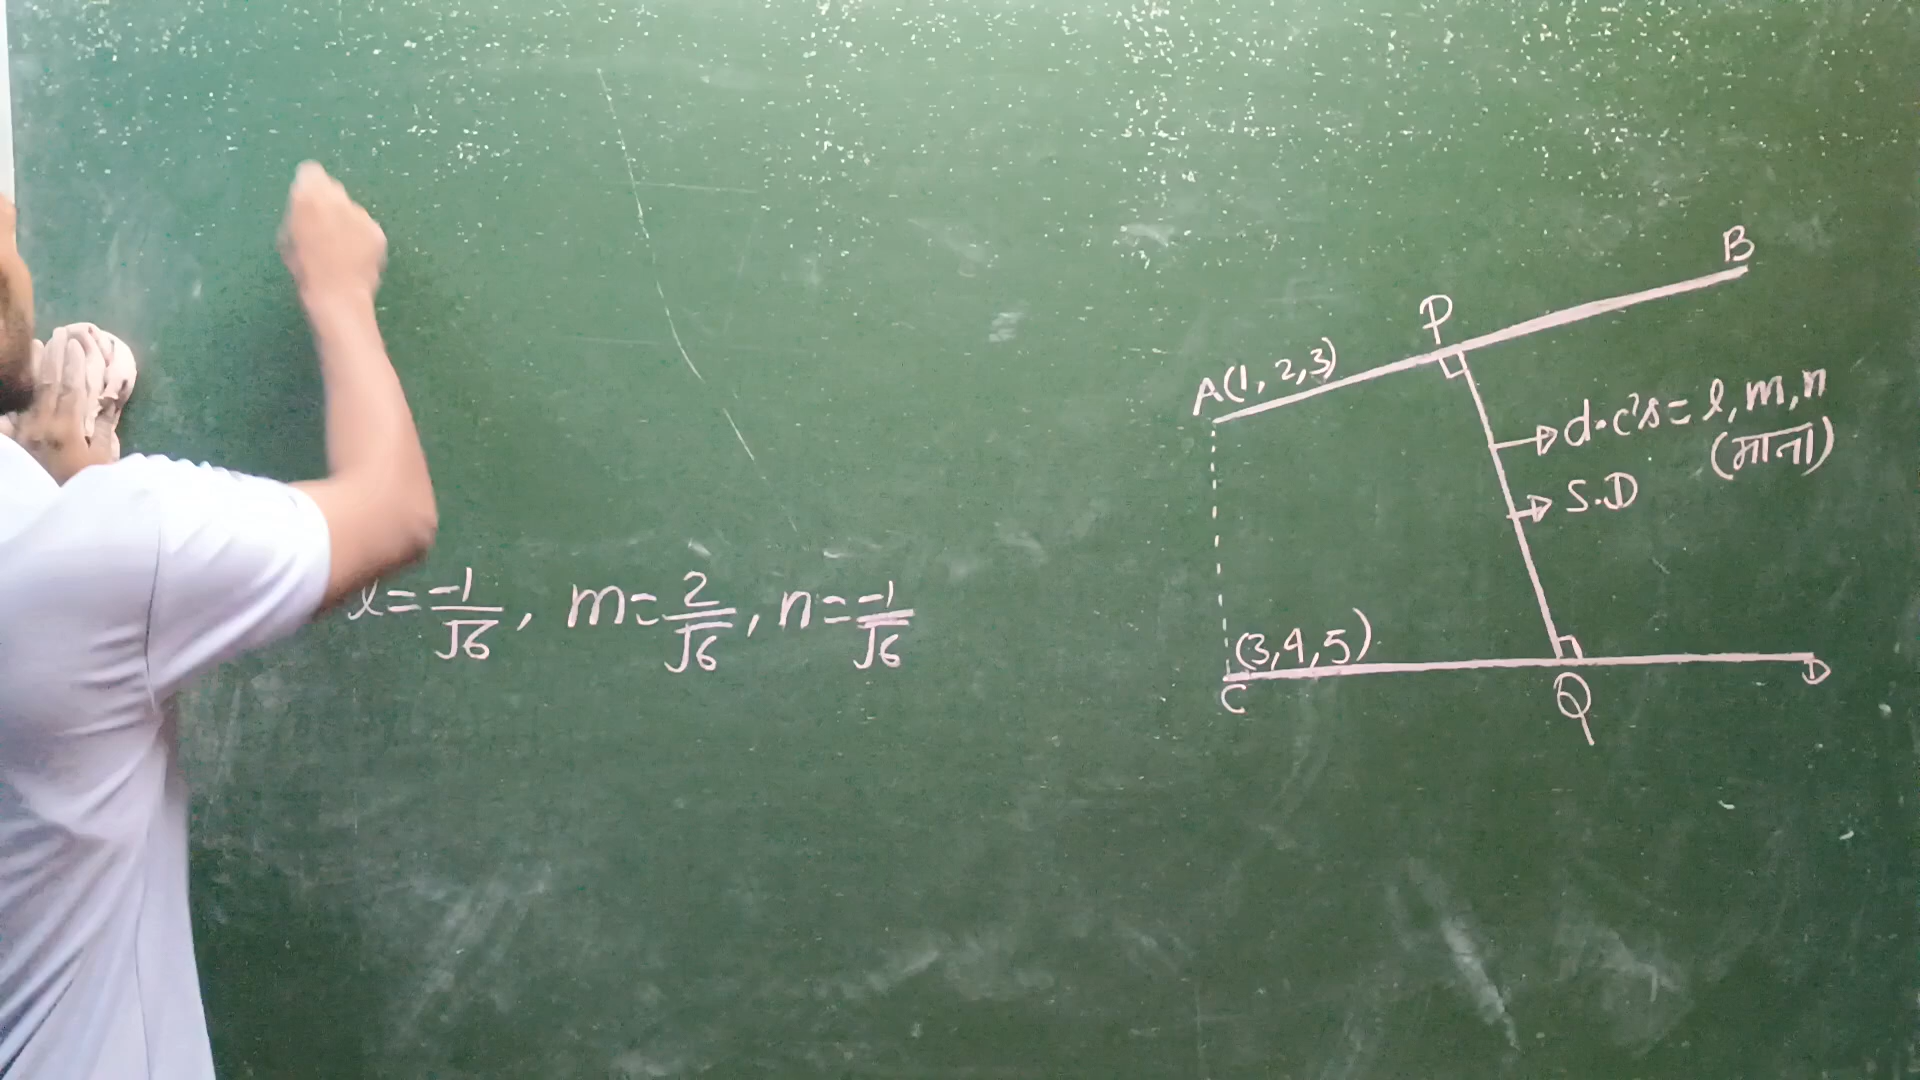 B
P
A(1, 2, 3)
d.c's = l, m, n
(माना)
S.D
l = -1/√6, m = 2/√6, n = -1/√6
(3, 4, 5)
C
Q
D